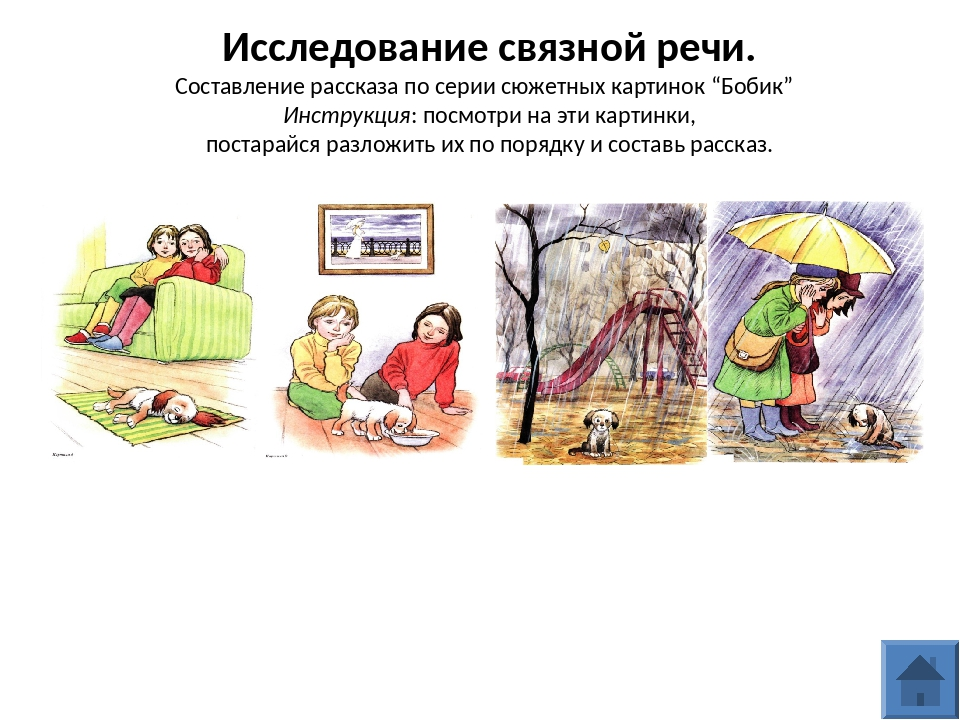 Исследование связной речи.
Составление рассказа по серии сюжетных картинок “Бобик”
Инструкция: посмотри на эти картинки,
постарайся разложить их по порядку и составь рассказ.